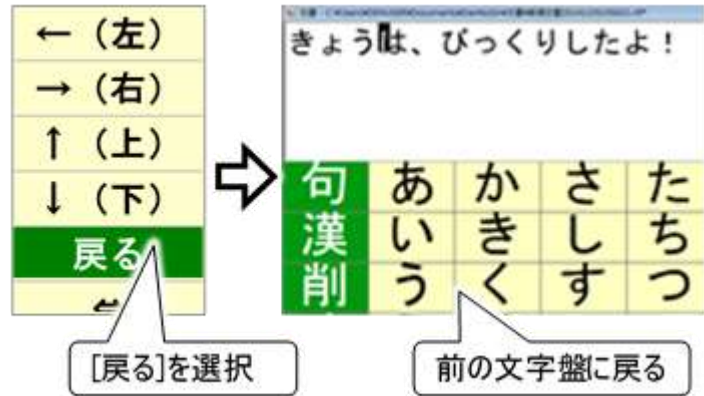 ← (左)
→ (右)
↑ (上)
↓ (下)
戻る
[戻る]を選択
きょうは、びっくりしたよ！
句 あ か さ た
漢 い き し ち
削 う く す つ
前の文字盤に戻る